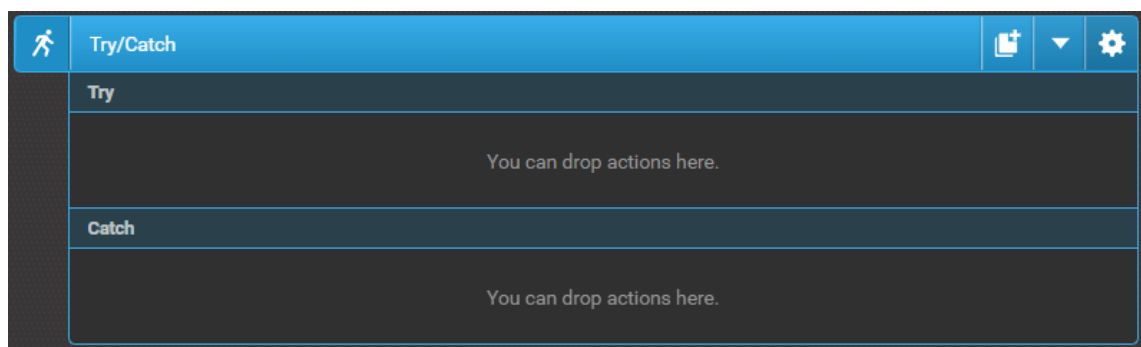 Try/Catch
Try
You can drop actions here.
Catch
You can drop actions here.